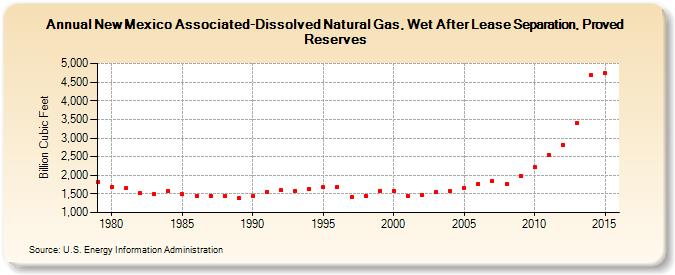 Annual New Mexico Associated-Dissolved Natural Gas, Wet After Lease Separation, Proved
Reserves
Billion Cubic Feet
5,000
4,500
4,000
3,500
3,000
2,500
2,000
1,500
1,000
1980 1985 1990 1995 2000 2005 2010 2015
Source: U.S. Energy Information Administration